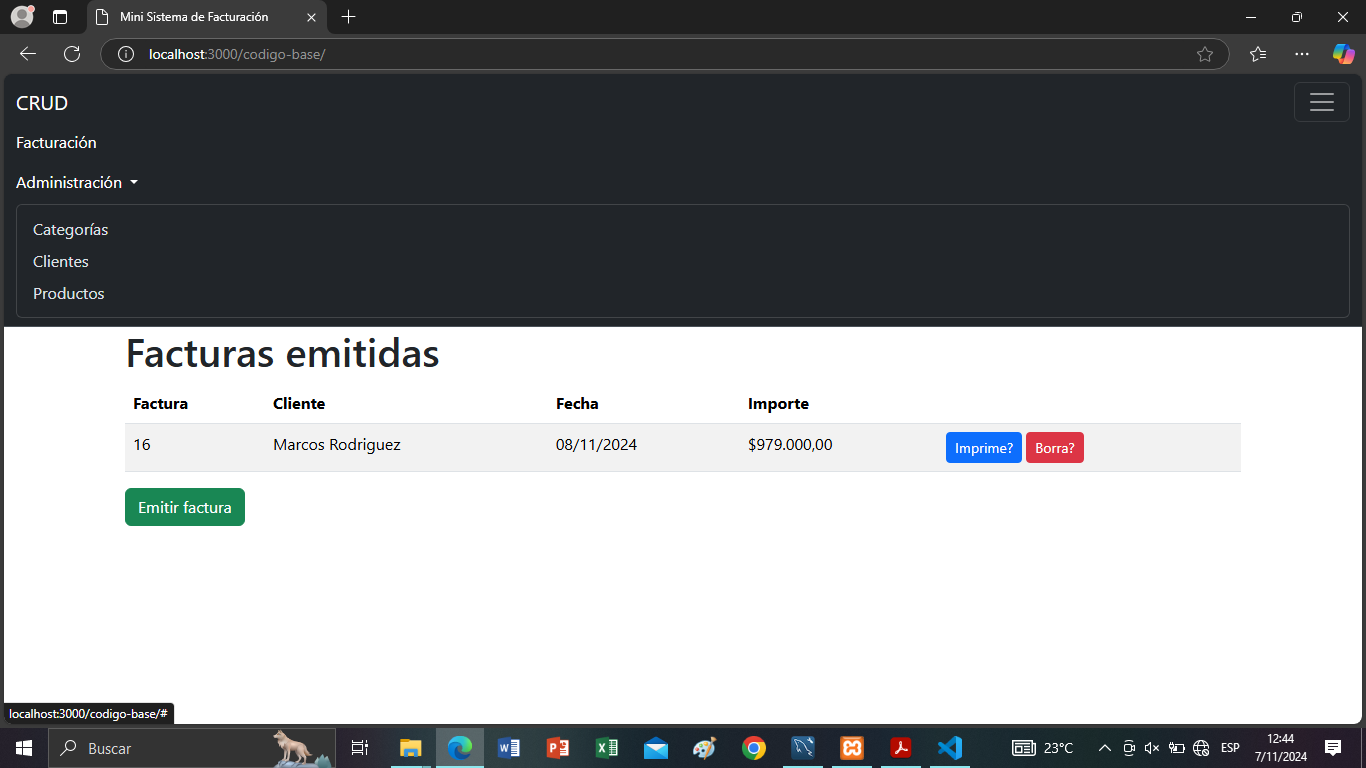 Mini Sistema de Facturación
localhost:3000/codigo-base/
CRUD
Facturación
Administración
Categorías
Clientes
Productos
Facturas emitidas
Factura Cliente Fecha Importe
16 Marcos Rodriguez 08/11/2024 $979.000,00 Imprime? Borra?
Emitir factura
localhost:3000/codigo-base/#
Buscar
23°C
ESP
12:44
7/11/2024